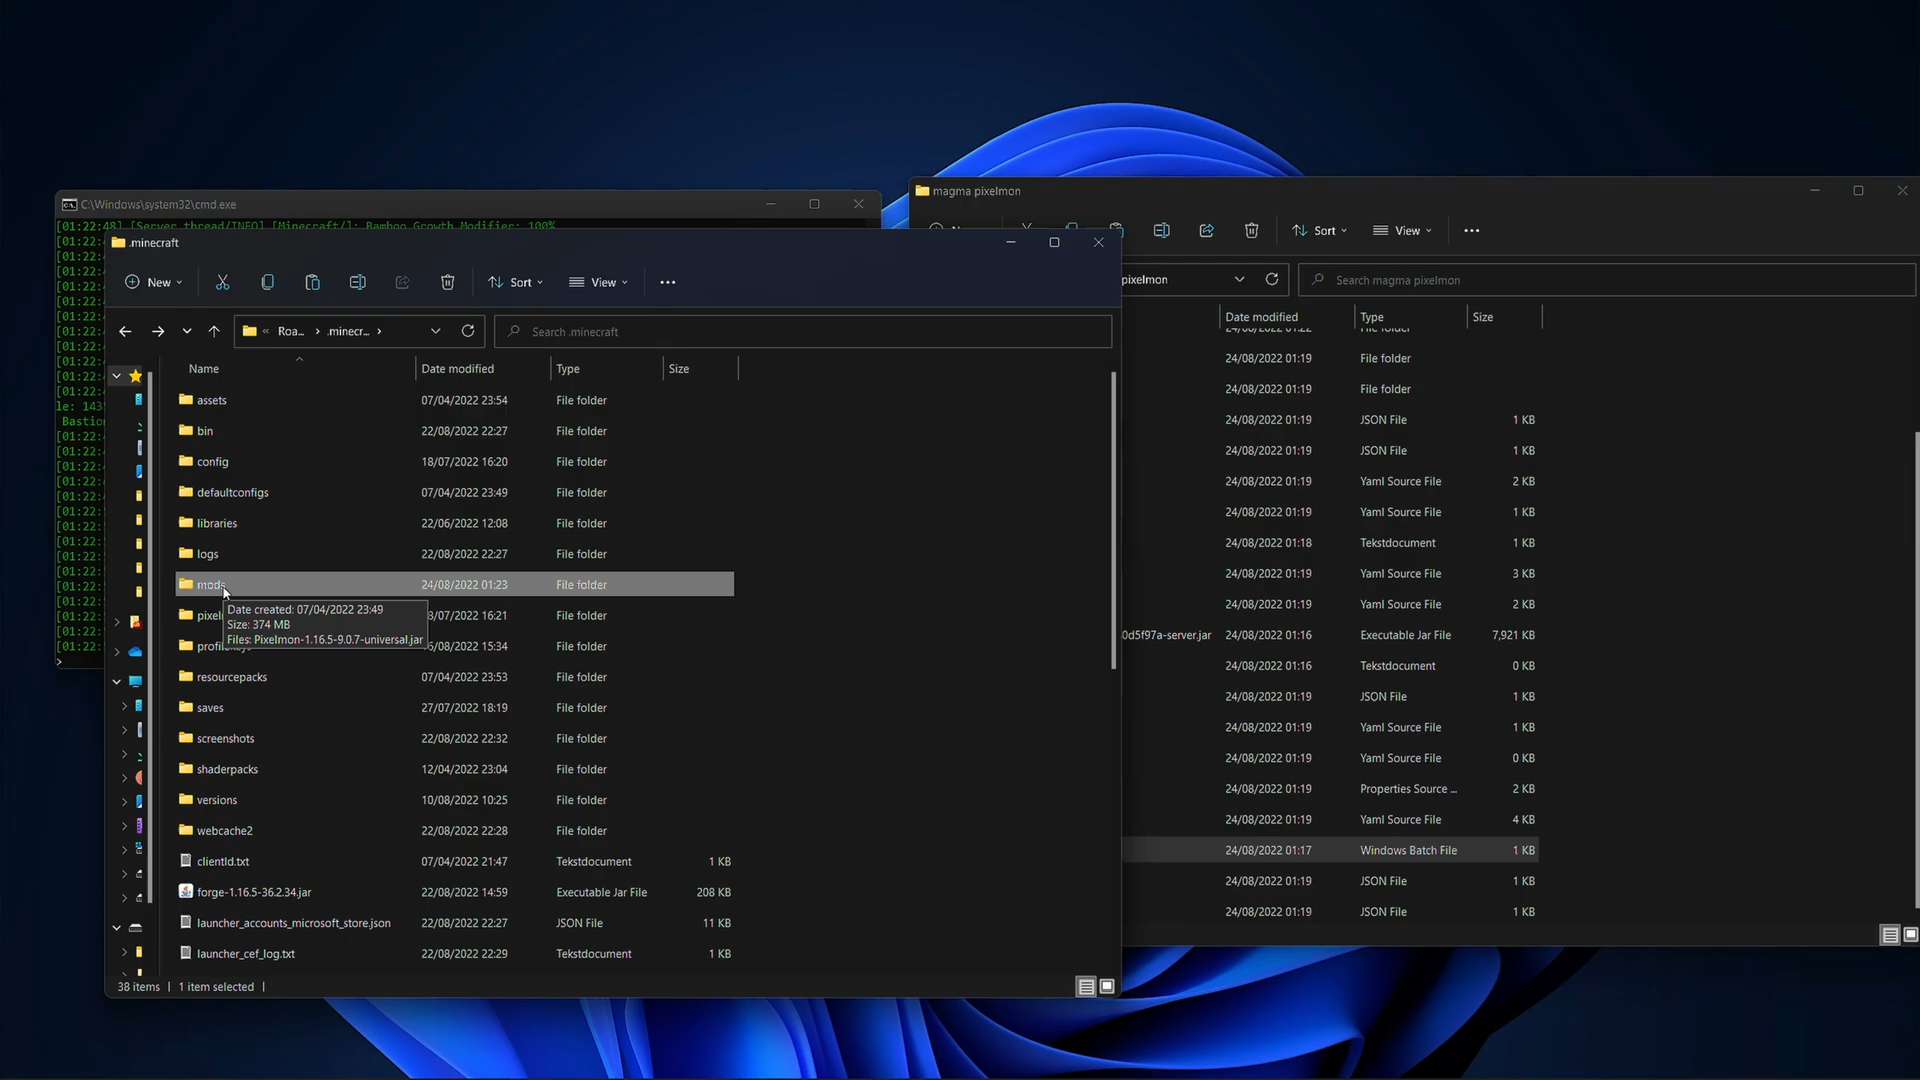 C:\Windows\system32\cmd.exe
[01:22:48] [Server thread/INFO] [Minecraft/]: Bamboo Growth Modifier: 100%
le: 143
Bastio
>
.minecraft
New
Sort
View
Roa...
.minecr...
Search .minecraft
Name Date modified Type Size
assets 07/04/2022 23:54 File folder
bin 22/08/2022 22:27 File folder
config 18/07/2022 16:20 File folder
defaultconfigs 07/04/2022 23:49 File folder
libraries 22/06/2022 12:08 File folder
logs 22/08/2022 22:27 File folder
mods 24/08/2022 01:23 File folder
Date created: 07/04/2022 23:49
Size: 374 MB
Files: Pixelmon-1.16.5-9.0.7-universal.jar
File folder
File folder
resourcepacks 07/04/2022 23:53 File folder
saves 27/07/2022 18:19 File folder
screenshots 22/08/2022 22:32 File folder
shaderpacks 12/04/2022 23:04 File folder
versions 10/08/2022 10:25 File folder
webcache2 22/08/2022 22:28 File folder
clientId.txt 07/04/2022 21:47 Tekstdocument 1 KB
forge-1.16.5-36.2.34.jar 22/08/2022 14:59 Executable Jar File 208 KB
launcher_accounts_microsoft_store.json 22/08/2022 22:27 JSON File 11 KB
launcher_cef_log.txt 22/08/2022 22:29 Tekstdocument 1 KB
38 items
1 item selected
magma pixelmon
Sort
View
pixelmon
Search magma pixelmon
Date modified Type Size
24/08/2022 01:19 File folder
24/08/2022 01:19 File folder
24/08/2022 01:19 JSON File 1 KB
24/08/2022 01:19 JSON File 1 KB
24/08/2022 01:19 Yaml Source File 2 KB
24/08/2022 01:19 Yaml Source File 1 KB
24/08/2022 01:18 Tekstdocument 1 KB
24/08/2022 01:19 Yaml Source File 3 KB
24/08/2022 01:19 Yaml Source File 2 KB
0d5f97a-server.jar 24/08/2022 01:16 Executable Jar File 7,921 KB
24/08/2022 01:16 Tekstdocument 0 KB
24/08/2022 01:19 JSON File 1 KB
24/08/2022 01:19 Yaml Source File 1 KB
24/08/2022 01:19 Yaml Source File 0 KB
24/08/2022 01:19 Properties Source ... 2 KB
24/08/2022 01:19 Yaml Source File 4 KB
24/08/2022 01:17 Windows Batch File 1 KB
24/08/2022 01:19 JSON File 1 KB
24/08/2022 01:19 JSON File 1 KB